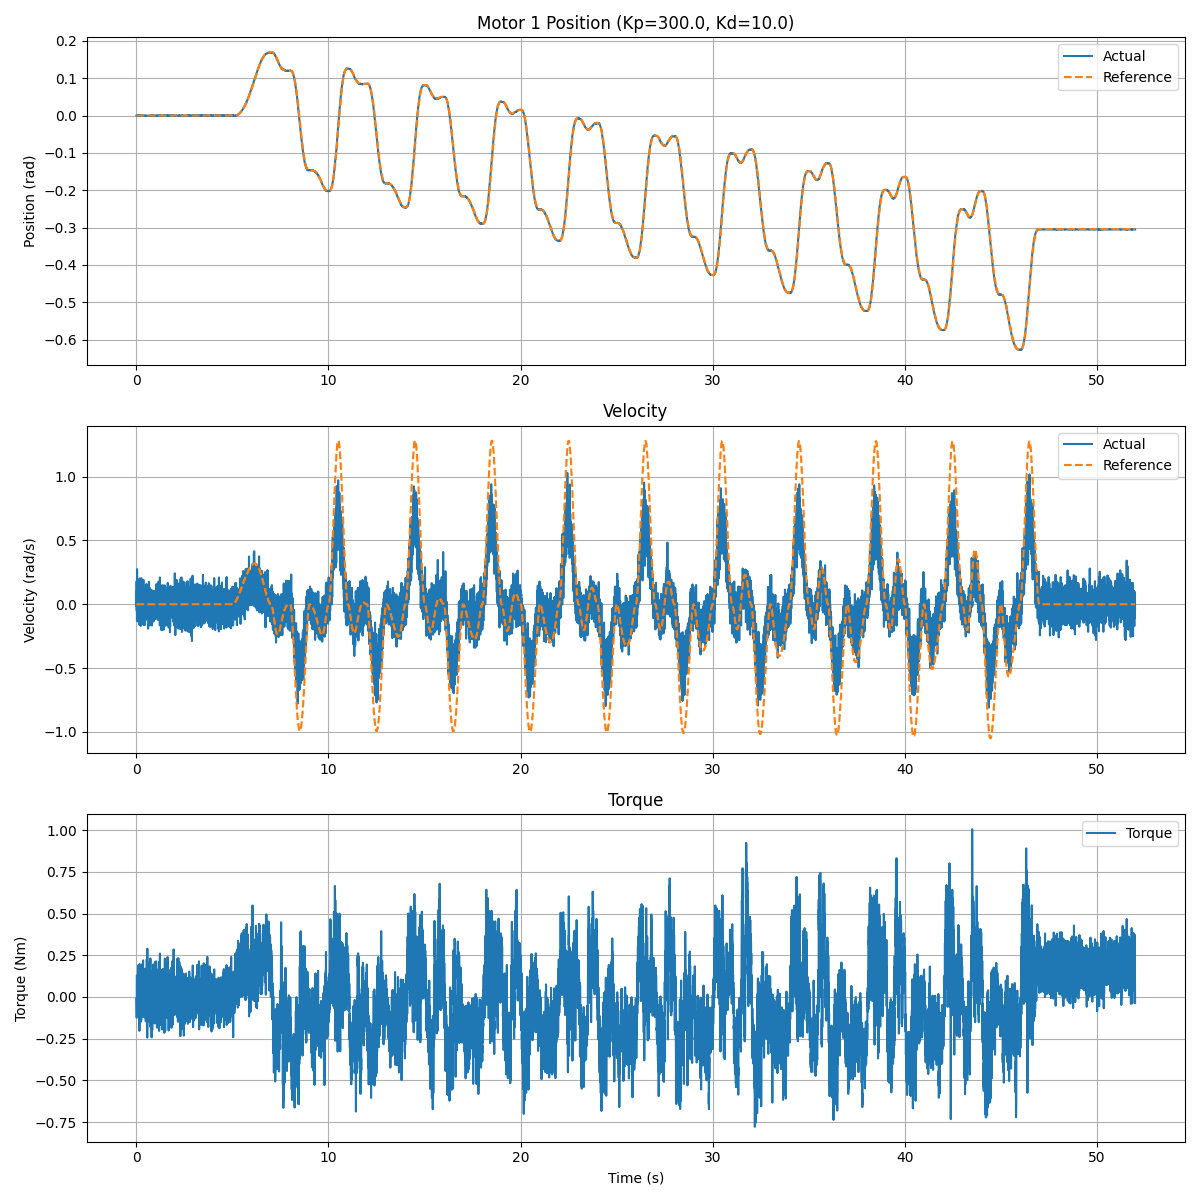 Motor 1 Position (Kp=300.0, Kd=10.0)
0.2
0.1
0.0
−0.1
−0.2
−0.3
−0.4
−0.5
−0.6
Position (rad)
Actual
Reference
0 10 20 30 40 50
Velocity
1.0
0.5
0.0
−0.5
−1.0
Velocity (rad/s)
Actual
Reference
0 10 20 30 40 50
Torque
1.00
0.75
0.50
0.25
0.00
−0.25
−0.50
−0.75
Torque (Nm)
Torque
0 10 20 30 40 50
Time (s)